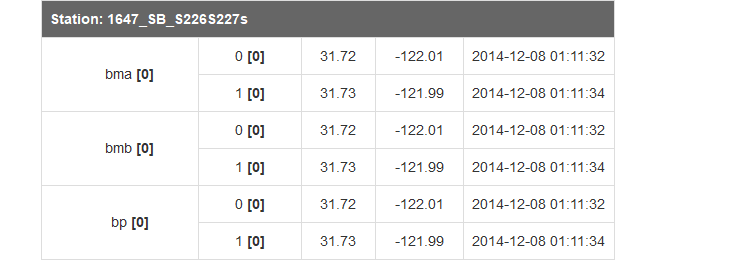 Station: 1647_SB_S226S227s
bma [0] 0 [0] 31.72 -122.01 2014-12-08 01:11:32
1 [0] 31.73 -121.99 2014-12-08 01:11:34
bmb [0] 0 [0] 31.72 -122.01 2014-12-08 01:11:32
1 [0] 31.73 -121.99 2014-12-08 01:11:34
bp [0] 0 [0] 31.72 -122.01 2014-12-08 01:11:32
1 [0] 31.73 -121.99 2014-12-08 01:11:34